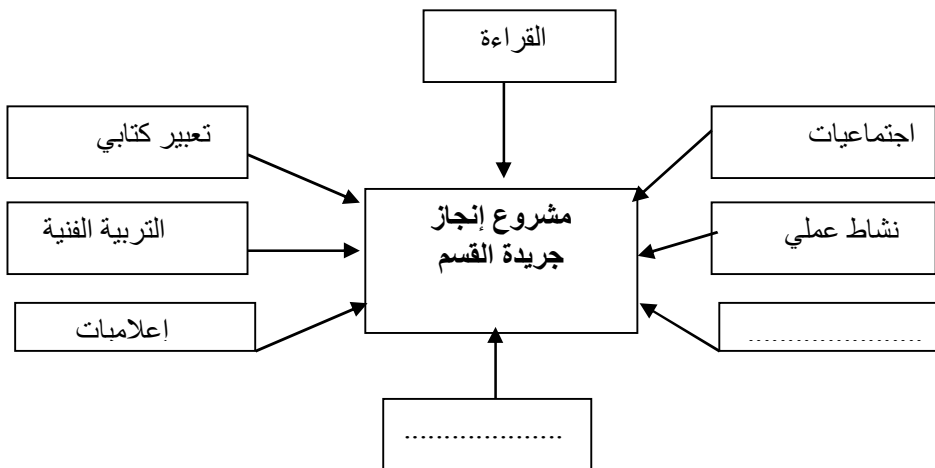 القراءة
اجتماعيات
تعبير كتابي
مشروع إنجاز
جريدة القسم
نشاط عملي
التربية الفنية
.....................
إعلاميات
....................